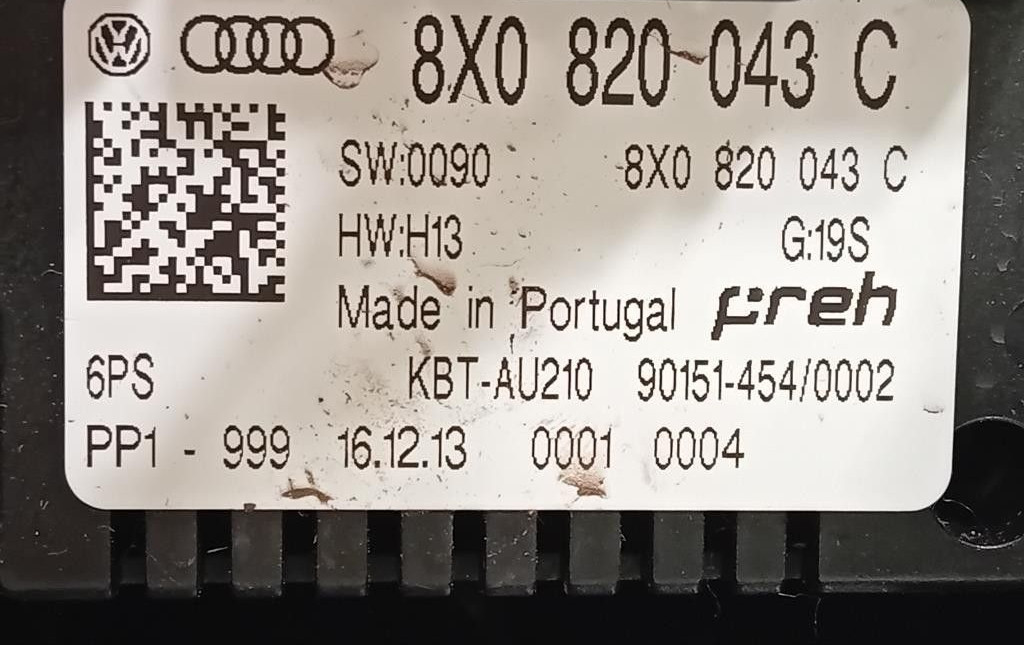 8X0 820 043 C
SW:0090 8X0 820 043 C
HW:H13 G:19S
Made in Portugal preh
6PS KBT-AU210 90151-454/0002
PP1 - 999 16.12.13 0001 0004